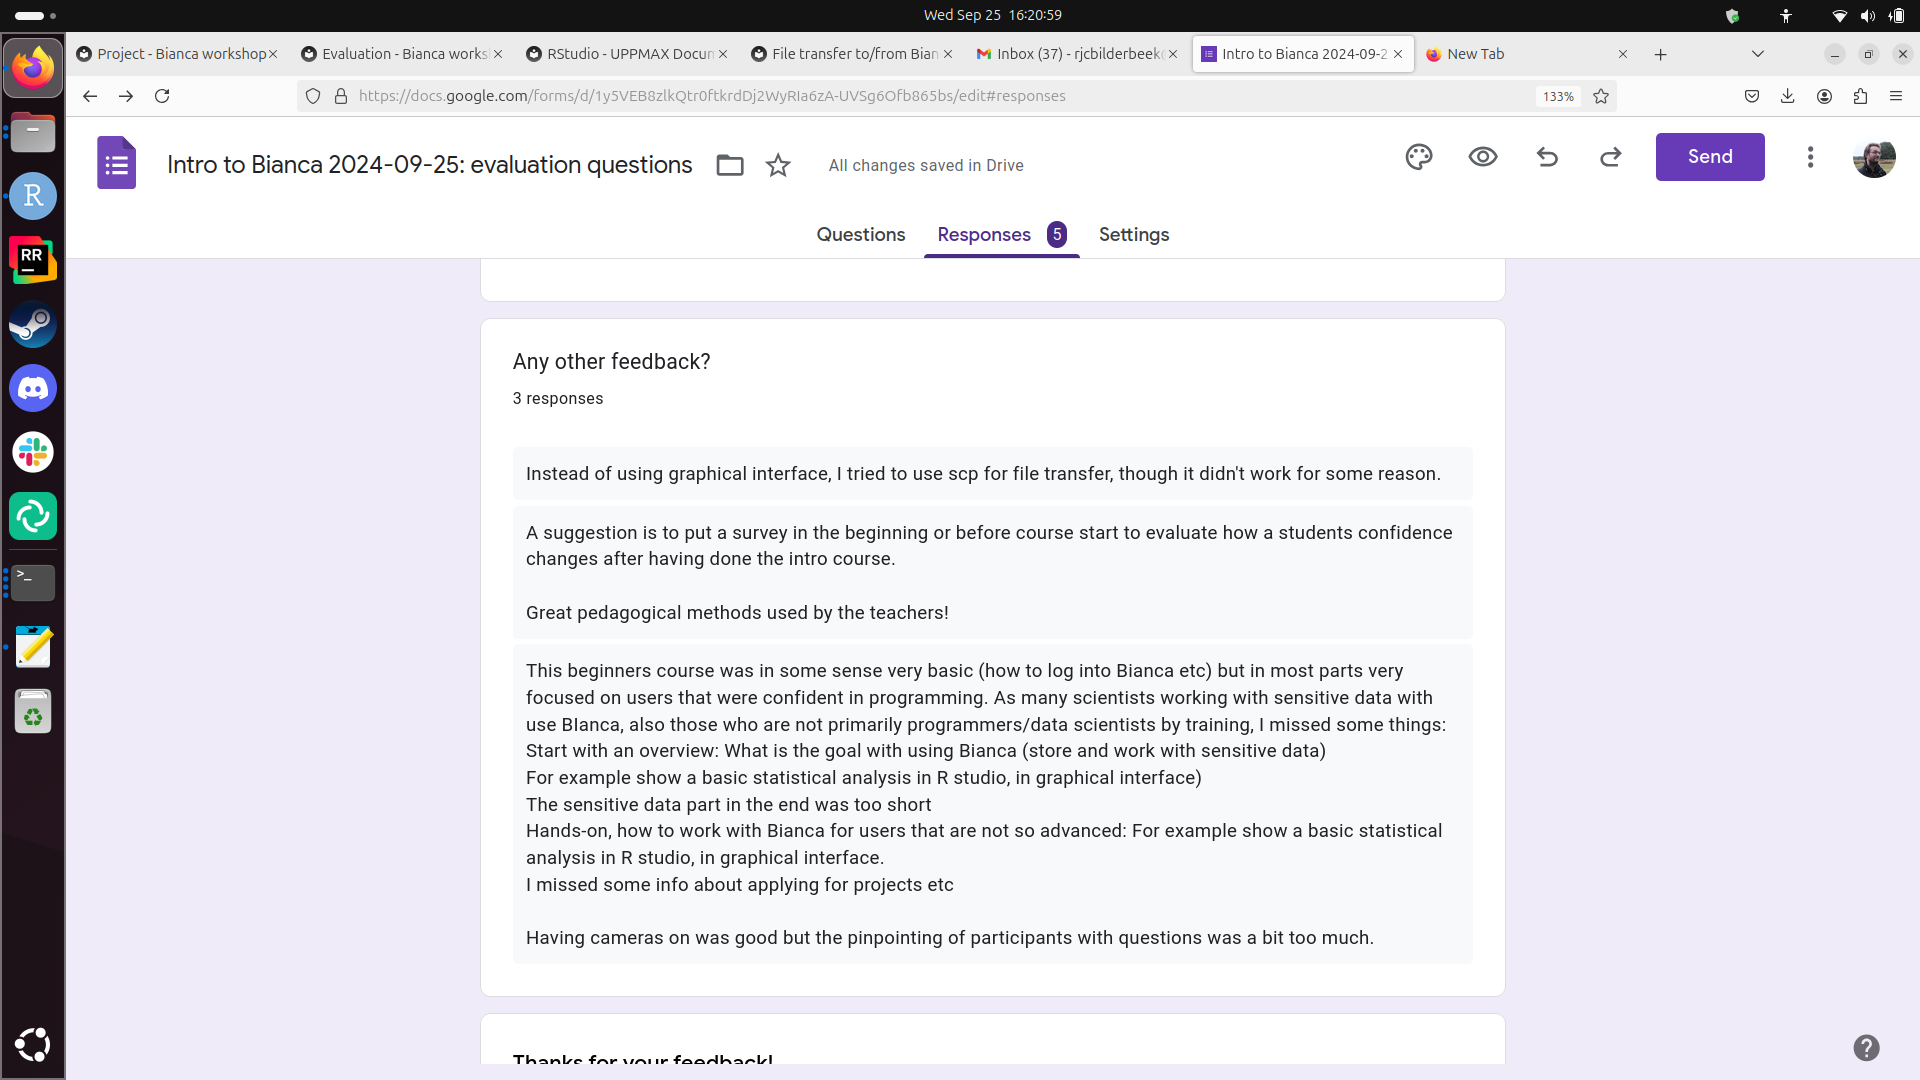 Wed Sep 25 16:20:59
Project - Bianca workshop
Evaluation - Bianca works
RStudio - UPPMAX Docum
File transfer to/from Bian
Inbox (37) - rjcbilderbeek
Intro to Bianca 2024-09-2
New Tab
https://docs.google.com/forms/d/1y5VEB8zlkQtr0ftkrdDj2WyRIa6zA-UVSg6Ofb865bs/edit#responses
133%
Intro to Bianca 2024-09-25: evaluation questions
All changes saved in Drive
Send
Questions
Responses 5
Settings
R
RR
>_
Any other feedback?
3 responses
Instead of using graphical interface, I tried to use scp for file transfer, though it didn't work for some reason.
A suggestion is to put a survey in the beginning or before course start to evaluate how a students confidence
changes after having done the intro course.
Great pedagogical methods used by the teachers!
This beginners course was in some sense very basic (how to log into Bianca etc) but in most parts very
focused on users that were confident in programming. As many scientists working with sensitive data with
use BIanca, also those who are not primarily programmers/data scientists by training, I missed some things:
Start with an overview: What is the goal with using Bianca (store and work with sensitive data)
For example show a basic statistical analysis in R studio, in graphical interface)
The sensitive data part in the end was too short
Hands-on, how to work with Bianca for users that are not so advanced: For example show a basic statistical
analysis in R studio, in graphical interface.
I missed some info about applying for projects etc
Having cameras on was good but the pinpointing of participants with questions was a bit too much.
Thanks for your feedback!